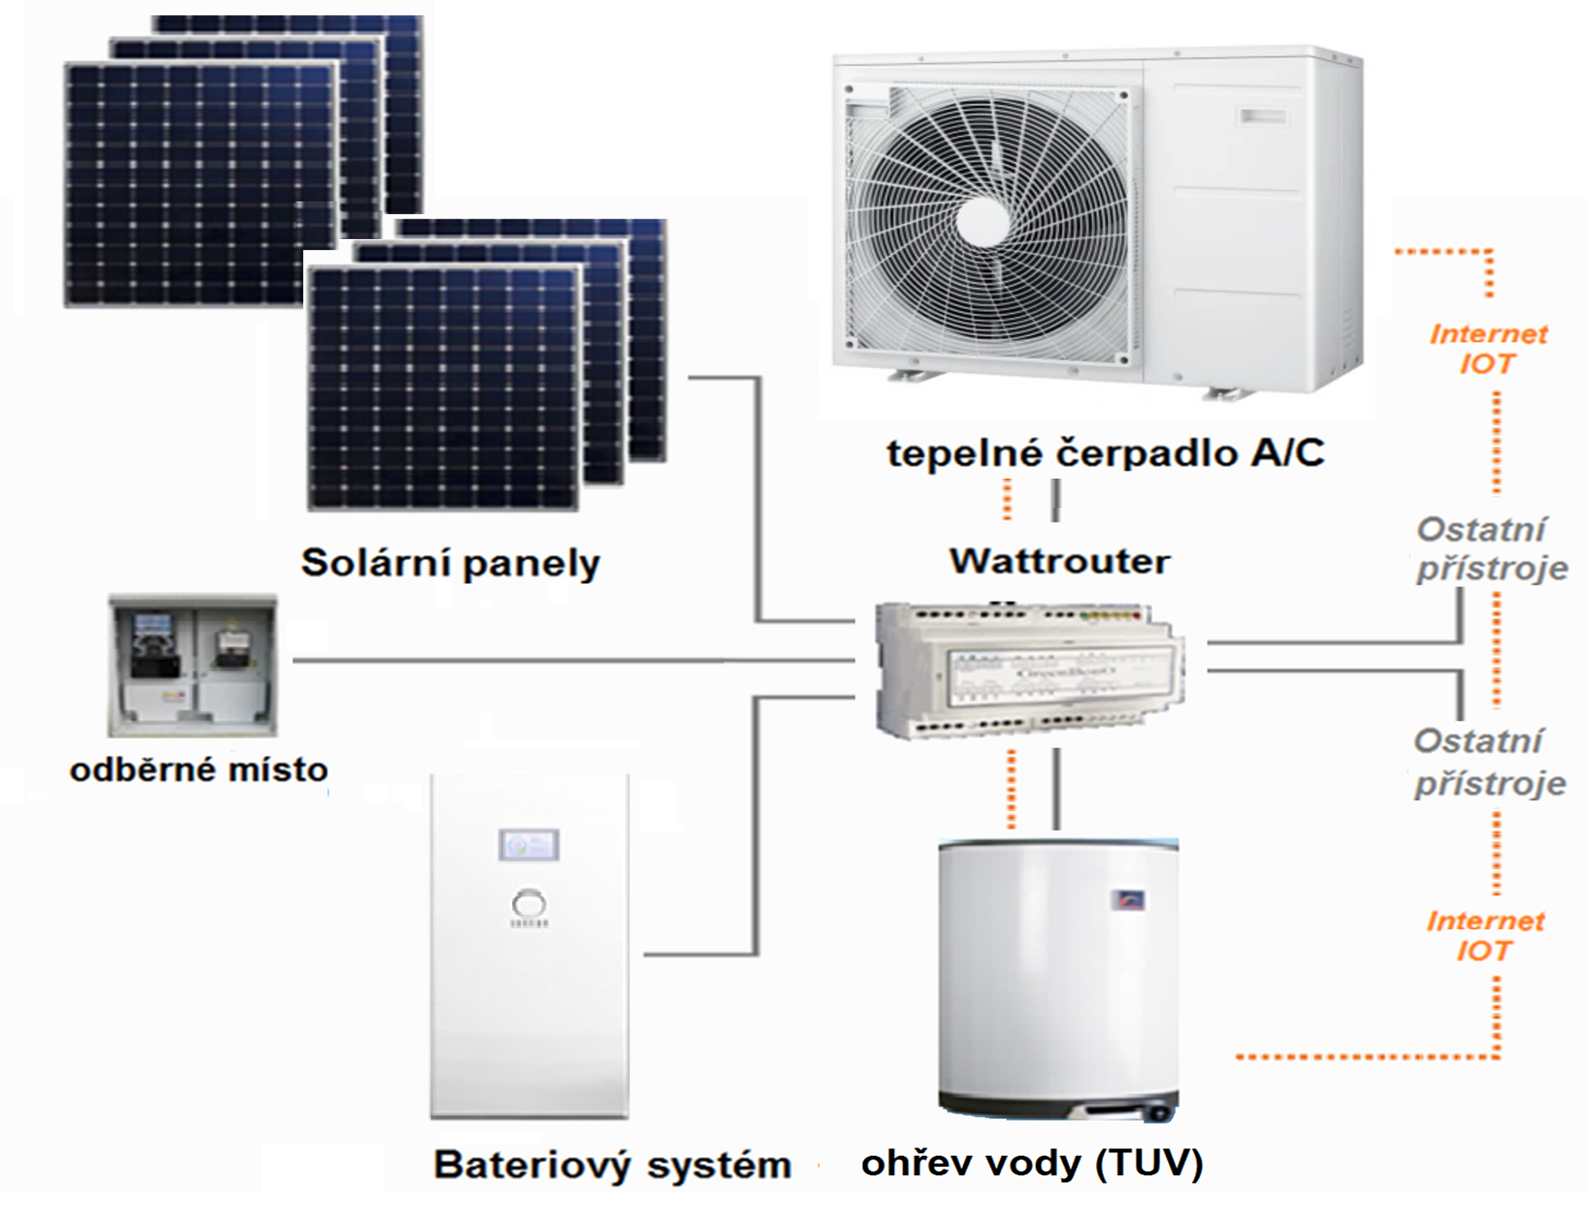 tepelné čerpadlo A/C
Internet
IOT
Solární panely
Wattrouter
Ostatní
přístroje
odběrné místo
Ostatní
přístroje
Internet
IOT
Bateriový systém
ohřev vody (TUV)